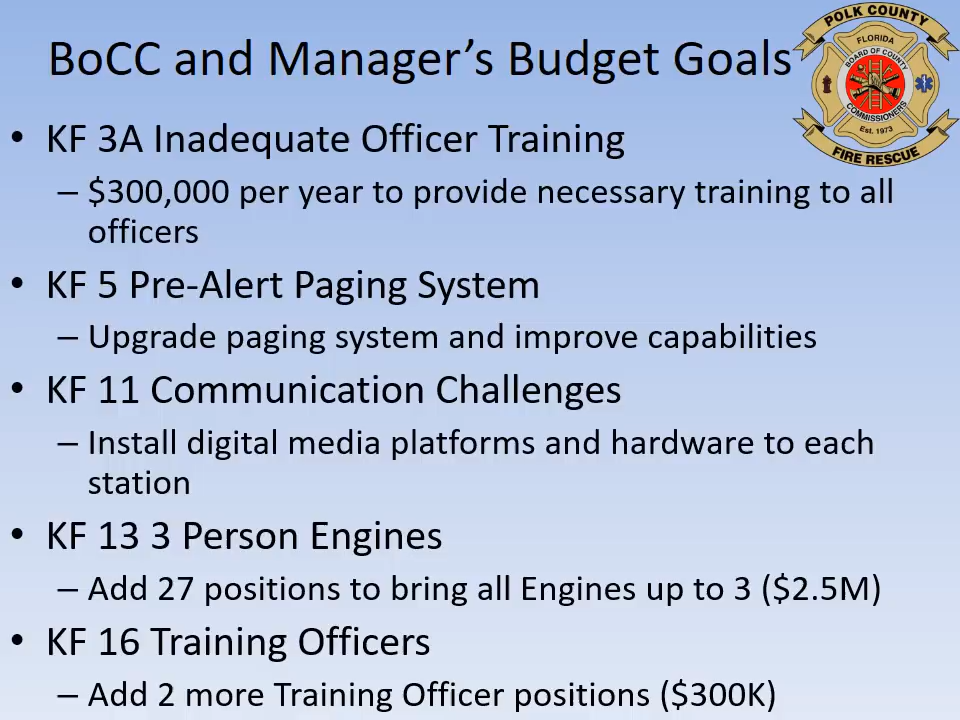 BoCC and Manager’s Budget Goals
POLK COUNTY
FLORIDA
BOARD OF COUNTY
COMMISSIONERS
Est. 1973
FIRE RESCUE
• KF 3A Inadequate Officer Training
– $300,000 per year to provide necessary training to all
officers
• KF 5 Pre-Alert Paging System
– Upgrade paging system and improve capabilities
• KF 11 Communication Challenges
– Install digital media platforms and hardware to each
station
• KF 13 3 Person Engines
– Add 27 positions to bring all Engines up to 3 ($2.5M)
• KF 16 Training Officers
– Add 2 more Training Officer positions ($300K)